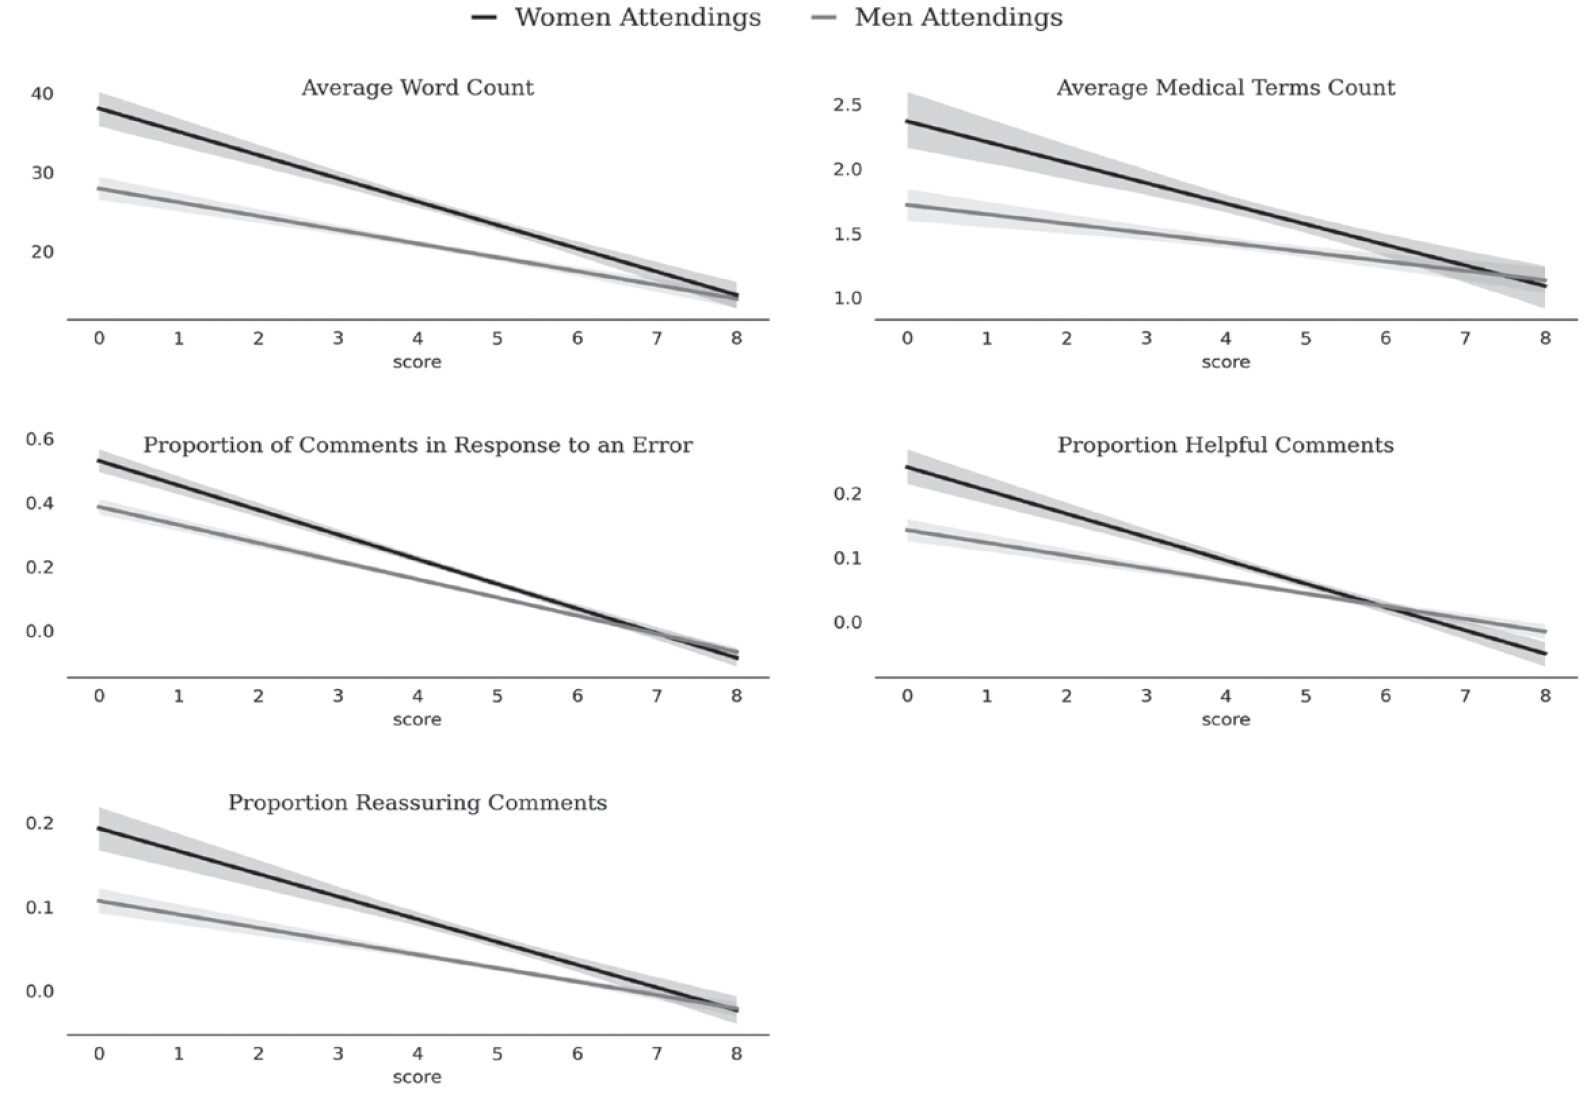 Women Attendings Men Attendings
Average Word Count
40
30
20
0 1 2 3 4 5 6 7 8
score
Average Medical Terms Count
2.5
2.0
1.5
1.0
0 1 2 3 4 5 6 7 8
score
Proportion of Comments in Response to an Error
0.6
0.4
0.2
0.0
0 1 2 3 4 5 6 7 8
score
Proportion Helpful Comments
0.2
0.1
0.0
0 1 2 3 4 5 6 7 8
score
Proportion Reassuring Comments
0.2
0.1
0.0
0 1 2 3 4 5 6 7 8
score